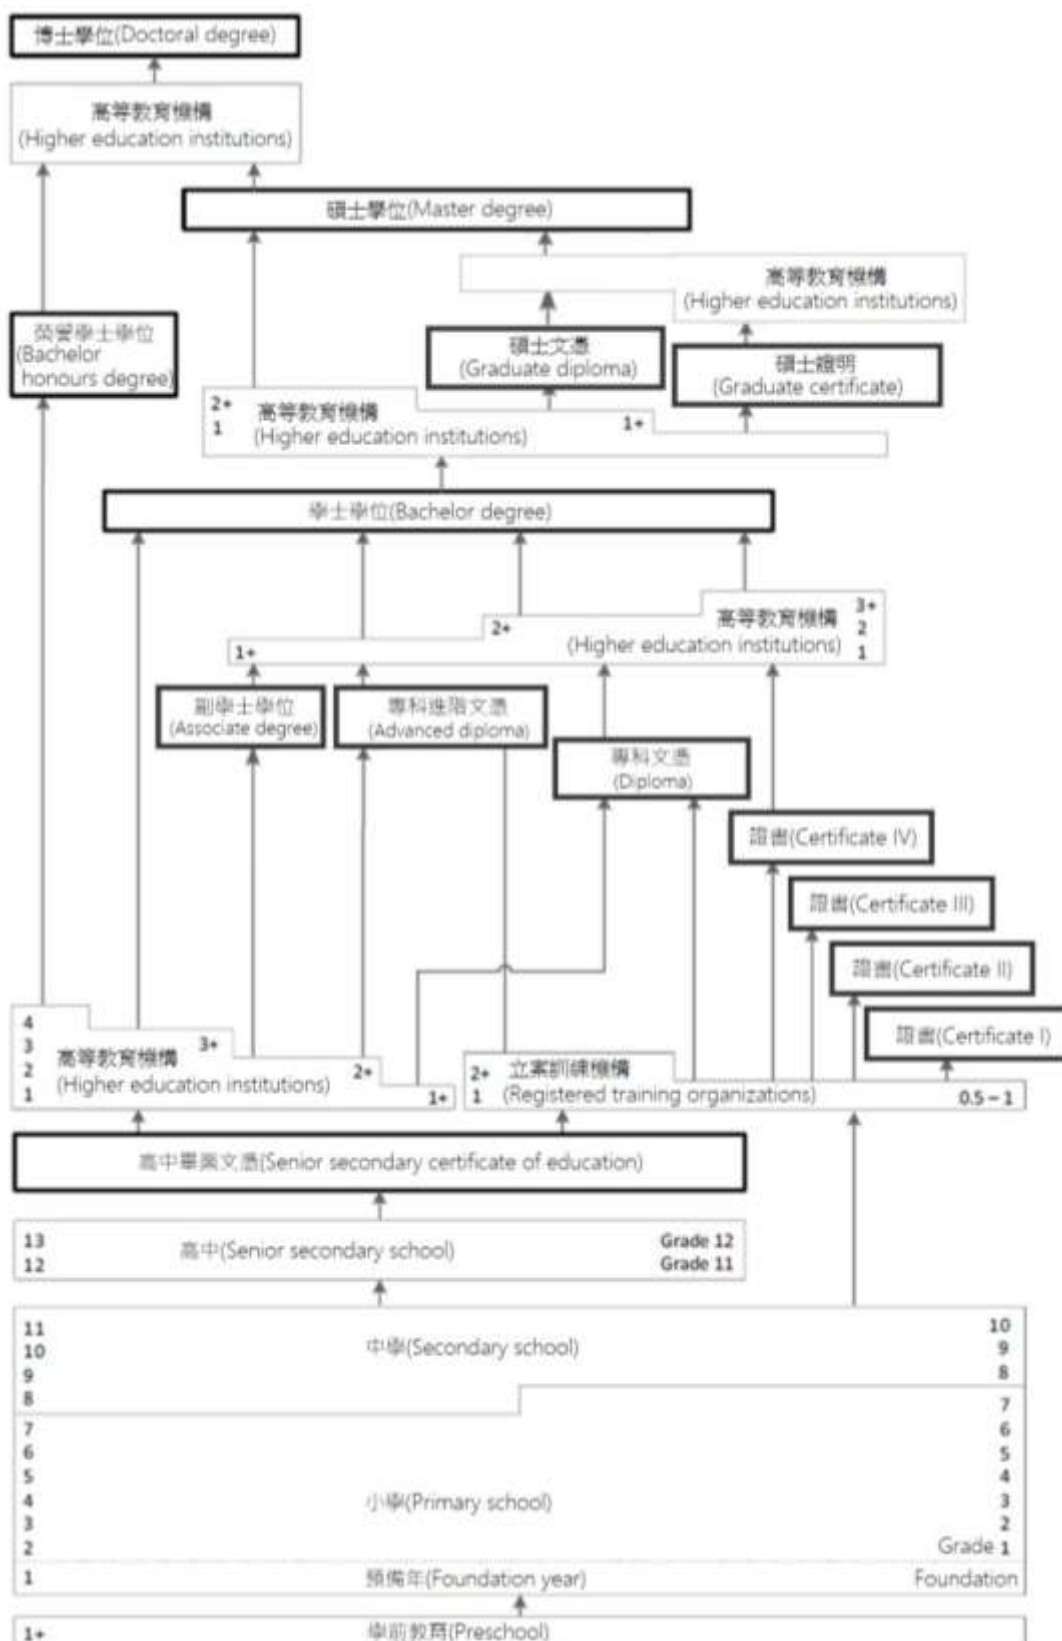 博士學位(Doctoral degree)
高等教育機構
(Higher education institutions)
碩士學位(Master degree)
高等教育機構
(Higher education institutions)
榮譽學士學位
(Bachelor
honours degree)
碩士文憑
(Graduate diploma)
碩士證明
(Graduate certificate)
2+
1
高等教育機構
(Higher education institutions)
1+
學士學位(Bachelor degree)
1+
2+
高等教育機構
(Higher education institutions)
3+
2
1
副學士學位
(Associate degree)
專科進階文憑
(Advanced diploma)
專科文憑
(Diploma)
證書(Certificate IV)
證書(Certificate III)
證書(Certificate II)
證書(Certificate I)
4
3
2
1
高等教育機構
(Higher education institutions)
3+
2+
1+
2+
1
立案訓練機構
(Registered training organizations)
0.5 – 1
高中畢業文憑(Senior secondary certificate of education)
13
12
高中(Senior secondary school)
Grade 12
Grade 11
11
10
9
8
中學(Secondary school)
10
9
8
7
6
5
4
3
2
小學(Primary school)
7
6
5
4
3
2
Grade 1
1
預備年(Foundation year)
Foundation
1+
學前教育(Preschool)